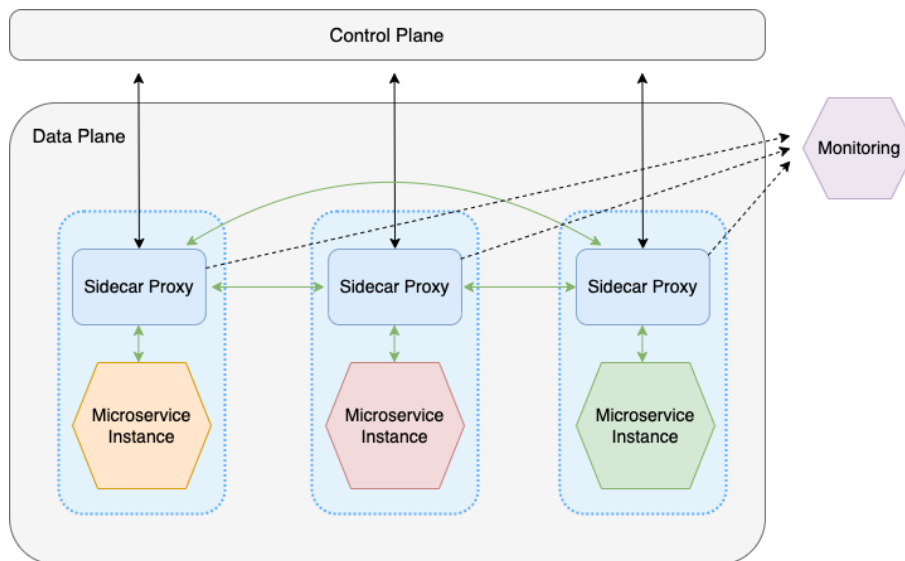 Control Plane
Data Plane
Monitoring
Sidecar Proxy
Sidecar Proxy
Sidecar Proxy
Microservice
Instance
Microservice
Instance
Microservice
Instance